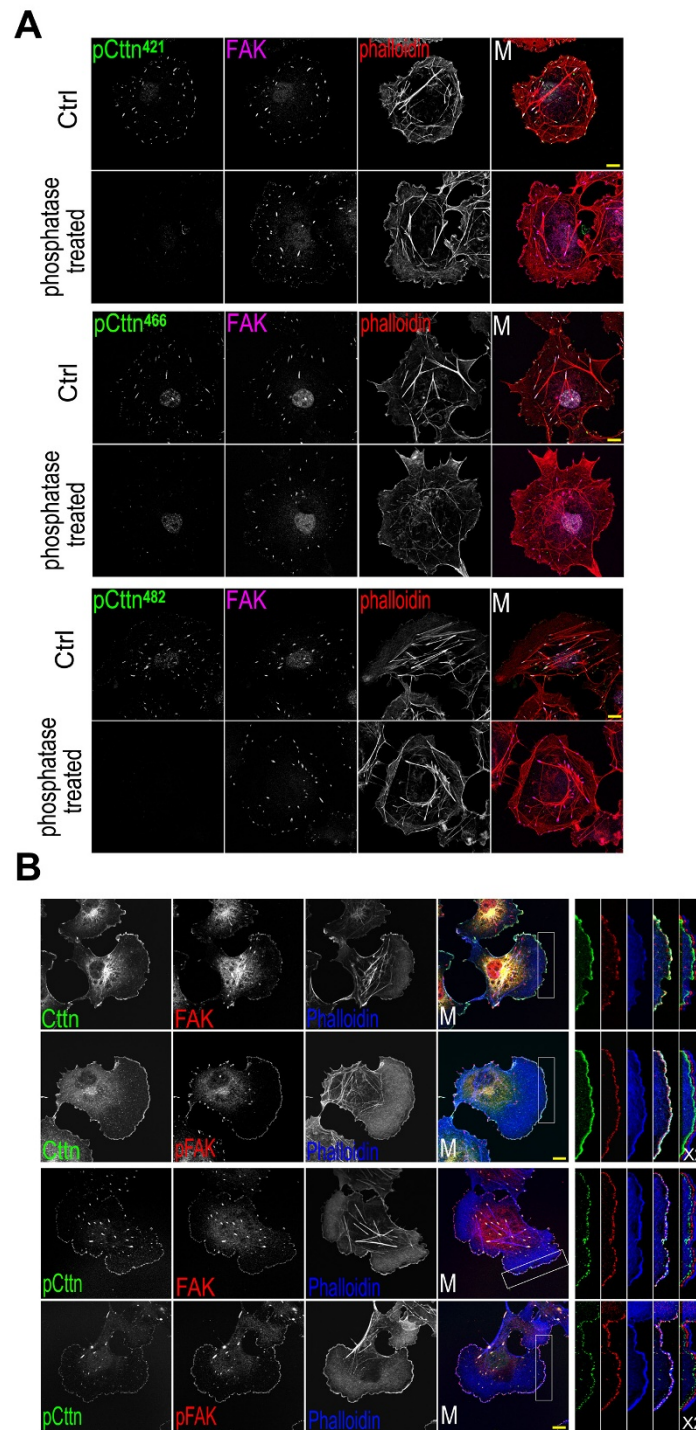 A
pCttn421 FAK phalloidin M
Ctrl
phosphatase
treated
pCttn466 FAK phalloidin M
Ctrl
phosphatase
treated
pCttn482 FAK phalloidin M
Ctrl
phosphatase
treated
B
Cttn FAK Phalloidin M
Cttn pFAK Phalloidin M
pCttn FAK Phalloidin M
pCttn pFAK Phalloidin M